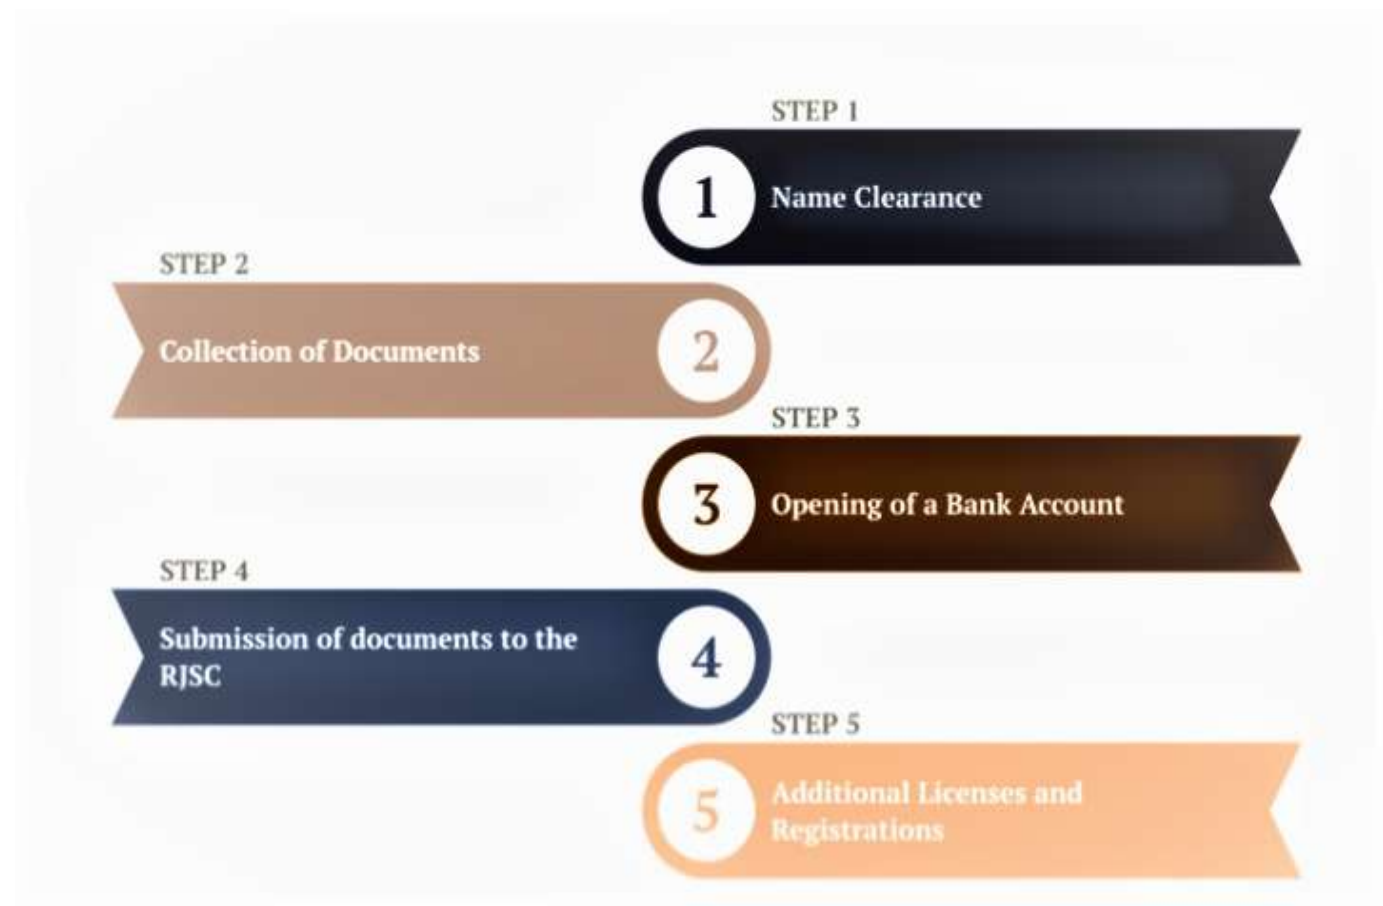 STEP 1
1
Name Clearance
STEP 2
Collection of Documents
2
STEP 3
3
Opening of a Bank Account
STEP 4
Submission of documents to the
RJSC
4
STEP 5
5
Additional Licenses and
Registrations